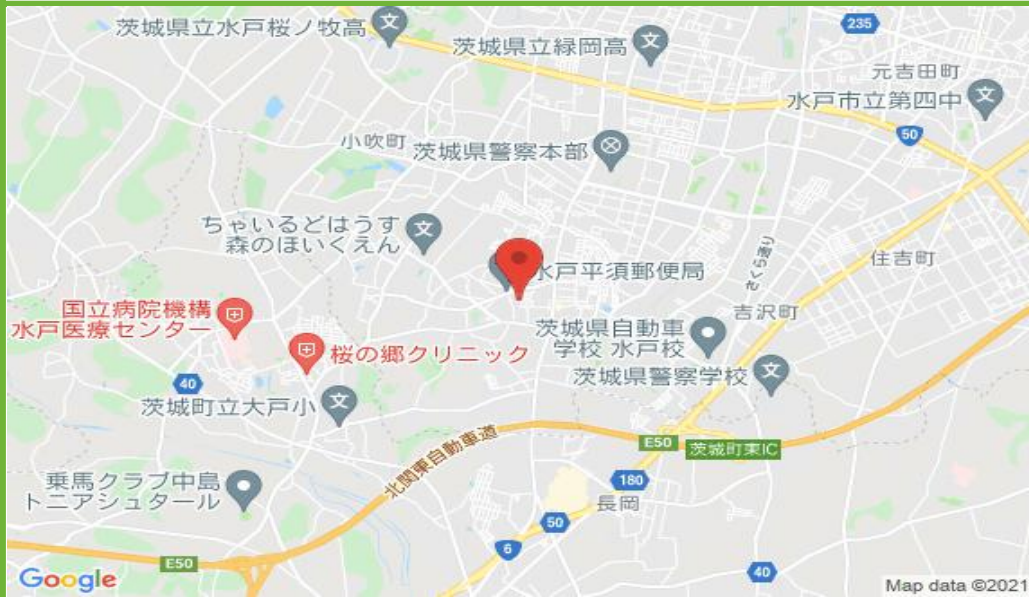 茨城県立水戸桜ノ牧高
茨城県立緑岡高
235
元吉田町
水戸市立第四中
50
小吹町
茨城県警察本部
ちゃいるどはうす
森のほいくえん
水戸平須郵便局
さくら通り
住吉町
国立病院機構
水戸医療センター
吉沢町
茨城県自動車
学校 水戸校
桜の郷クリニック
茨城県警察学校
40
茨城町立大戸小
北関東自動車道
E50
茨城町東IC
乗馬クラブ中島
トニアシュタール
180
長岡
50
6
E50
40
Google
Map data ©2021